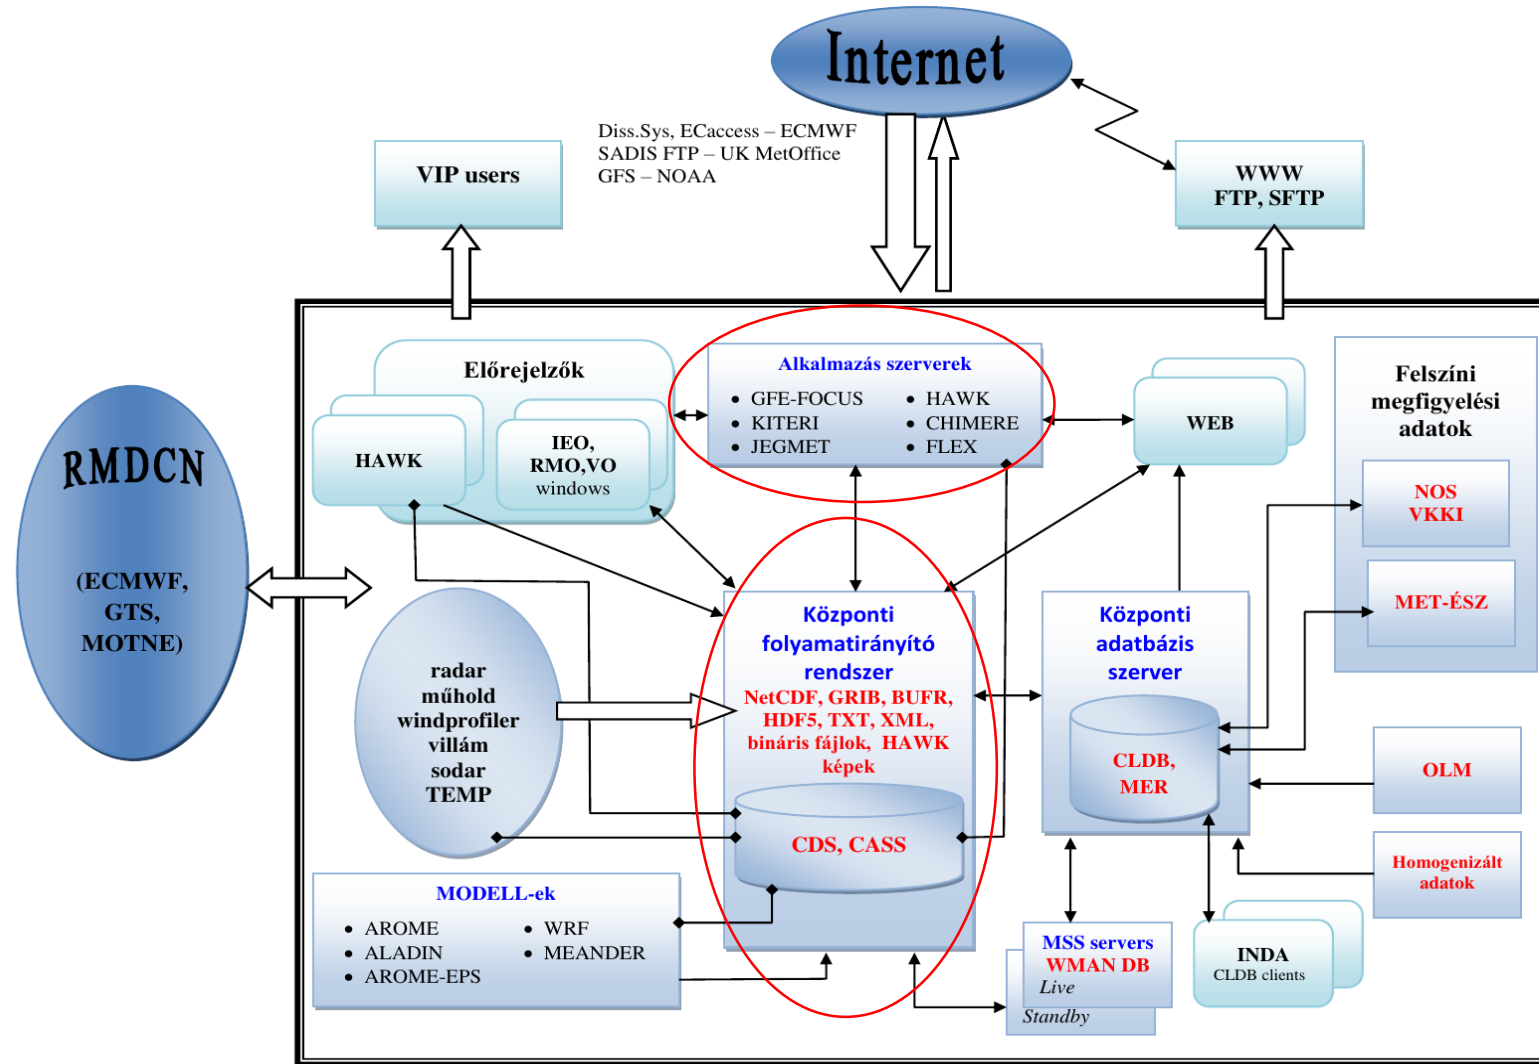 Internet
Diss.Sys, ECaccess – ECMWF
SADIS FTP – UK MetOffice
GFS – NOAA
VIP users
WWW
FTP, SFTP
Előrejelzők
HAWK
IEO,
RMO,VO
windows
Alkalmazás szerverek
• GFE-FOCUS
• KITERI
• JEGMET
• HAWK
• CHIMERE
• FLEX
WEB
Felszíni
megfigyelési
adatok
NOS
VKKI
MET-ÉSZ
RMDCN
(ECMWF,
GTS,
MOTNE)
radar
műhold
windprofiler
villám
sodar
TEMP
Központi
folyamatirányító
rendszer
NetCDF, GRIB, BUFR,
HDF5, TXT, XML,
bináris fájlok, HAWK
képek
CDS, CASS
Központi
adatbázis
szerver
CLDB,
MER
OLM
Homogenizált
adatok
MODELL-ek
• AROME
• ALADIN
• AROME-EPS
• WRF
• MEANDER
MSS servers
WMAN DB
Live
Standby
INDA
CLDB clients